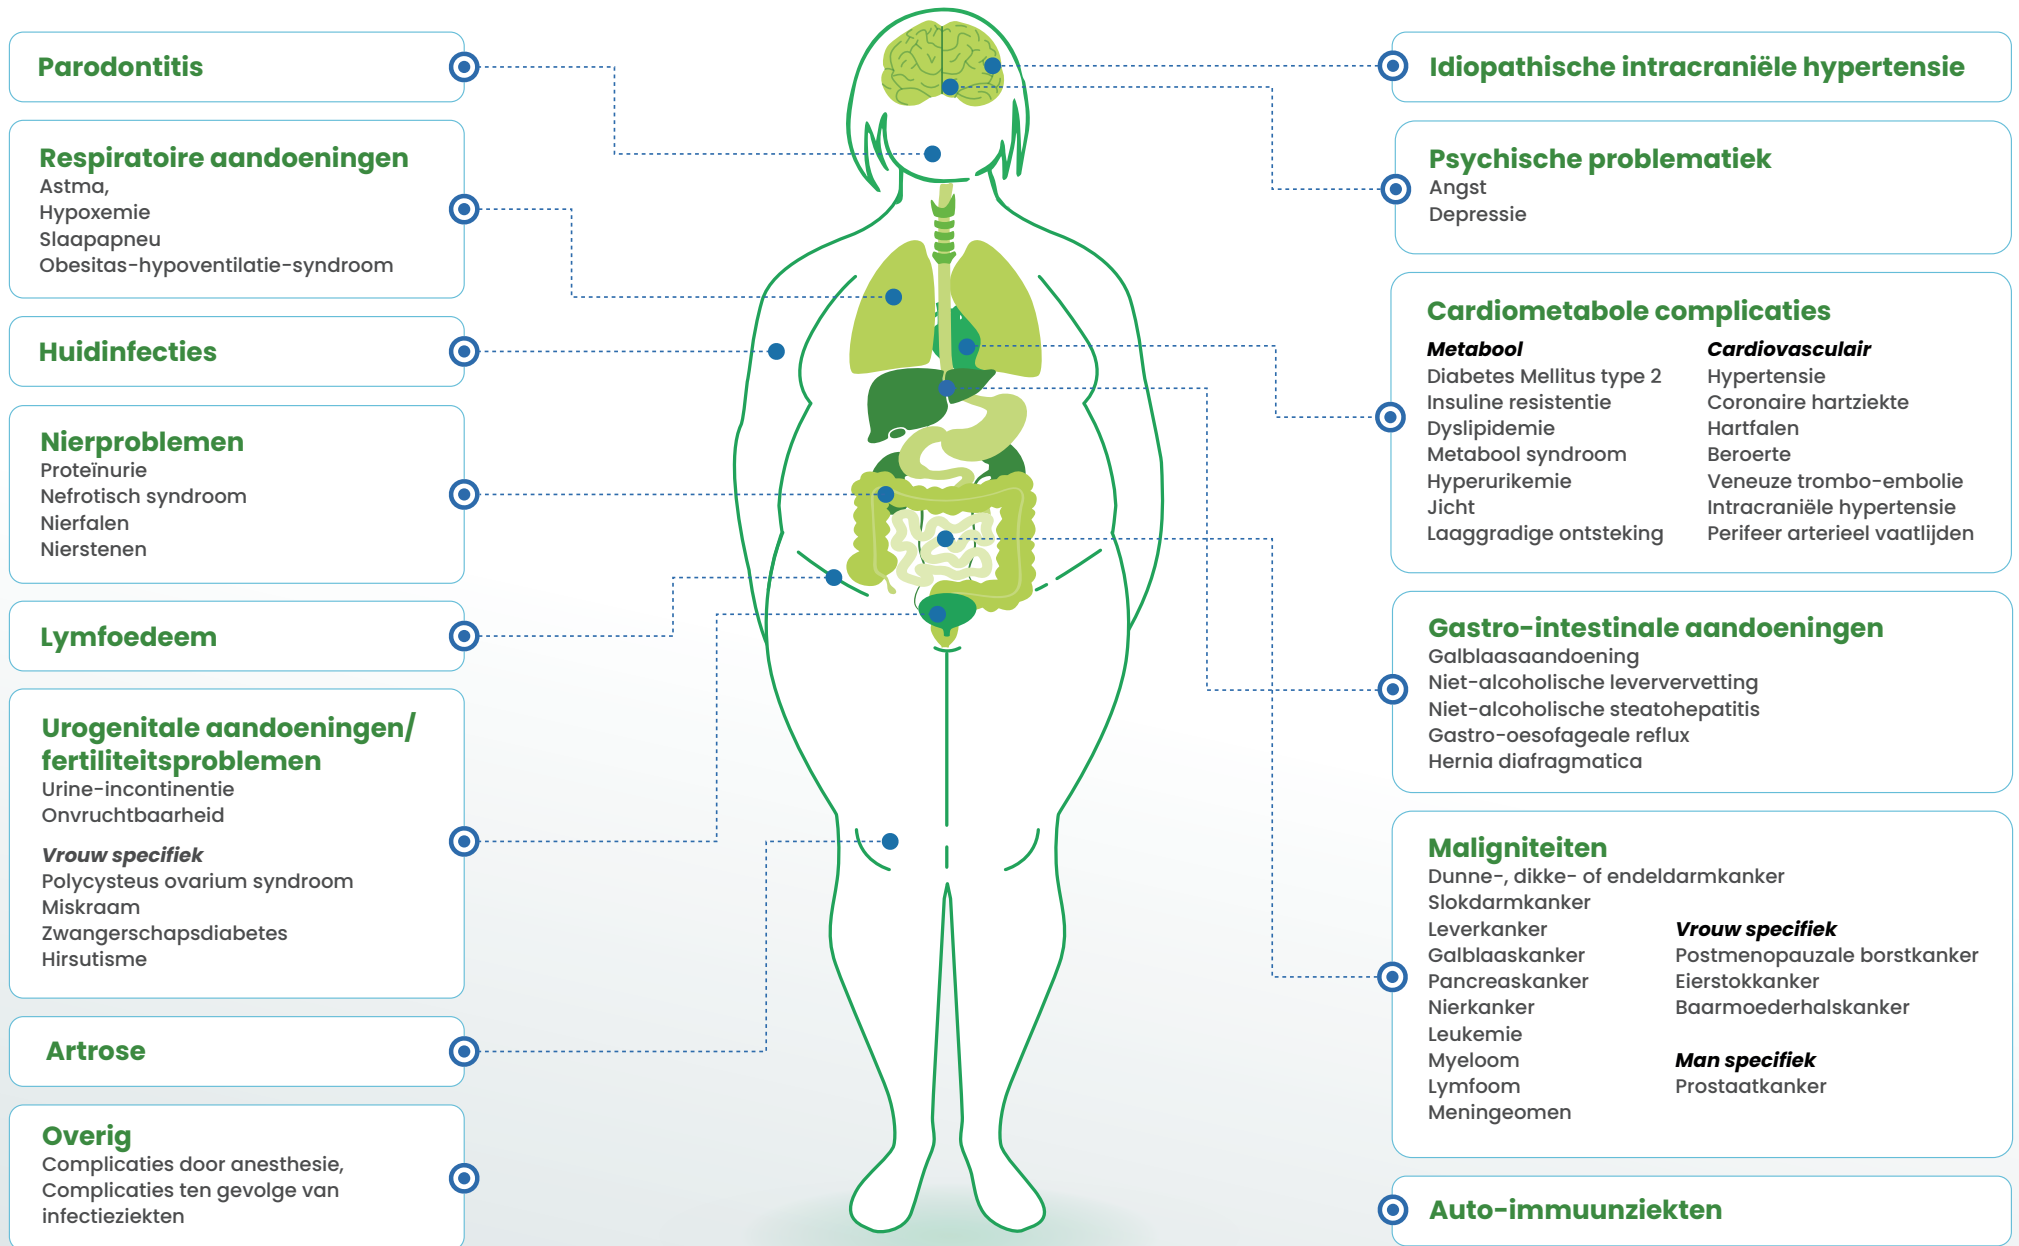 Parodontitis
Respiratoire aandoeningen
Astma,
Hypoxemie
Slaapapneu
Obesitas-hypoventilatie-syndroom
Huidinfecties
Nierproblemen
Proteïnurie
Nefrotisch syndroom
Nierfalen
Nierstenen
Lymfoedeem
Urogenitale aandoeningen/
fertiliteitsproblemen
Urine-incontinentie
Onvruchtbaarheid
Vrouw specifiek
Polycysteus ovarium syndroom
Miskraam
Zwangerschapsdiabetes
Hirsutisme
Artrose
Overig
Complicaties door anesthesie,
Complicaties ten gevolge van
infectieziekten
Idiopathische intracraniële hypertensie
Psychische problematiek
Angst
Depressie
Cardiometabole complicaties
Metabool
Diabetes Mellitus type 2
Insuline resistentie
Dyslipidemie
Metabool syndroom
Hyperurikemie
Jicht
Laaggradige ontsteking
Cardiovasculair
Hypertensie
Coronaire hartziekte
Hartfalen
Beroerte
Veneuze trombo-embolie
Intracraniële hypertensie
Perifeer arterieel vaatlijden
Gastro-intestinale aandoeningen
Galblaasaandoening
Niet-alcoholische leververvetting
Niet-alcoholische steatohepatitis
Gastro-oesofageale reflux
Hernia diafragmatica
Maligniteiten
Dunne-, dikke- of endeldarmkanker
Slokdarmkanker
Leverkanker
Galblaaskanker
Pancreaskanker
Nierkanker
Leukemie
Myeloom
Lymfoom
Meningeomen
Vrouw specifiek
Postmenopauzale borstkanker
Eierstokkanker
Baarmoederhalskanker
Man specifiek
Prostaatkanker
Auto-immuunziekten